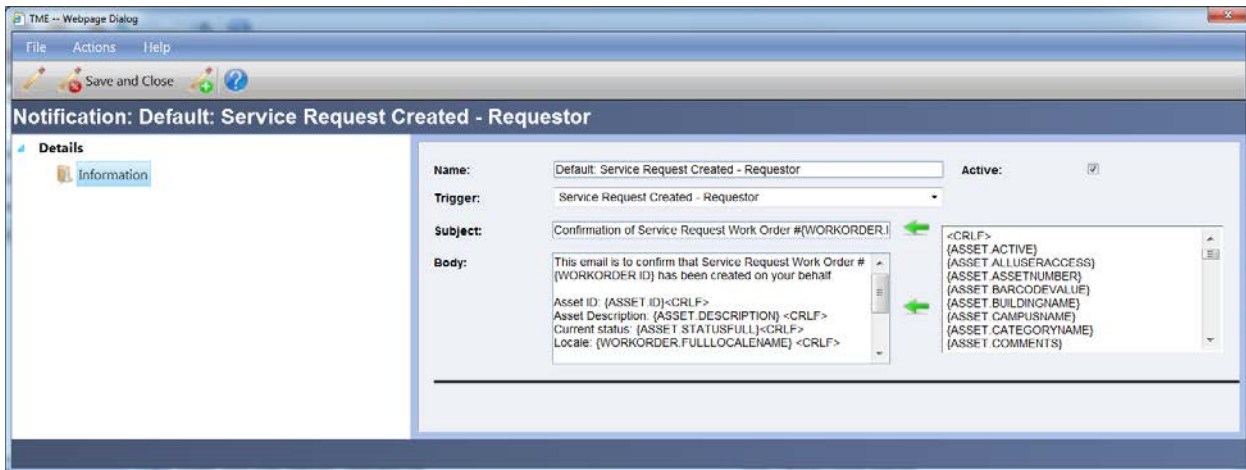 TME -- Webpage Dialog
File Actions Help
Save and Close
Notification: Default: Service Request Created - Requestor
Details
Information
Name: Default: Service Request Created - Requestor Active:
Trigger: Service Request Created - Requestor
Subject: Confirmation of Service Request Work Order #{WORKORDER.I
Body: This email is to confirm that Service Request Work Order #
{WORKORDER.ID} has been created on your behalf
Asset ID: {ASSET.ID}<CRLF>
Asset Description: {ASSET.DESCRIPTION} <CRLF>
Current status: {ASSET.STATUSFULL}<CRLF>
Locale: {WORKORDER.FULLLOCALENAME} <CRLF>
<CRLF>
{ASSET.ACTIVE}
{ASSET.ALLUSERACCESS}
{ASSET.ASSETNUMBER}
{ASSET.BARCODEVALUE}
{ASSET.BUILDINGNAME}
{ASSET.CAMPUSNAME}
{ASSET.CATEGORYNAME}
{ASSET.COMMENTS}